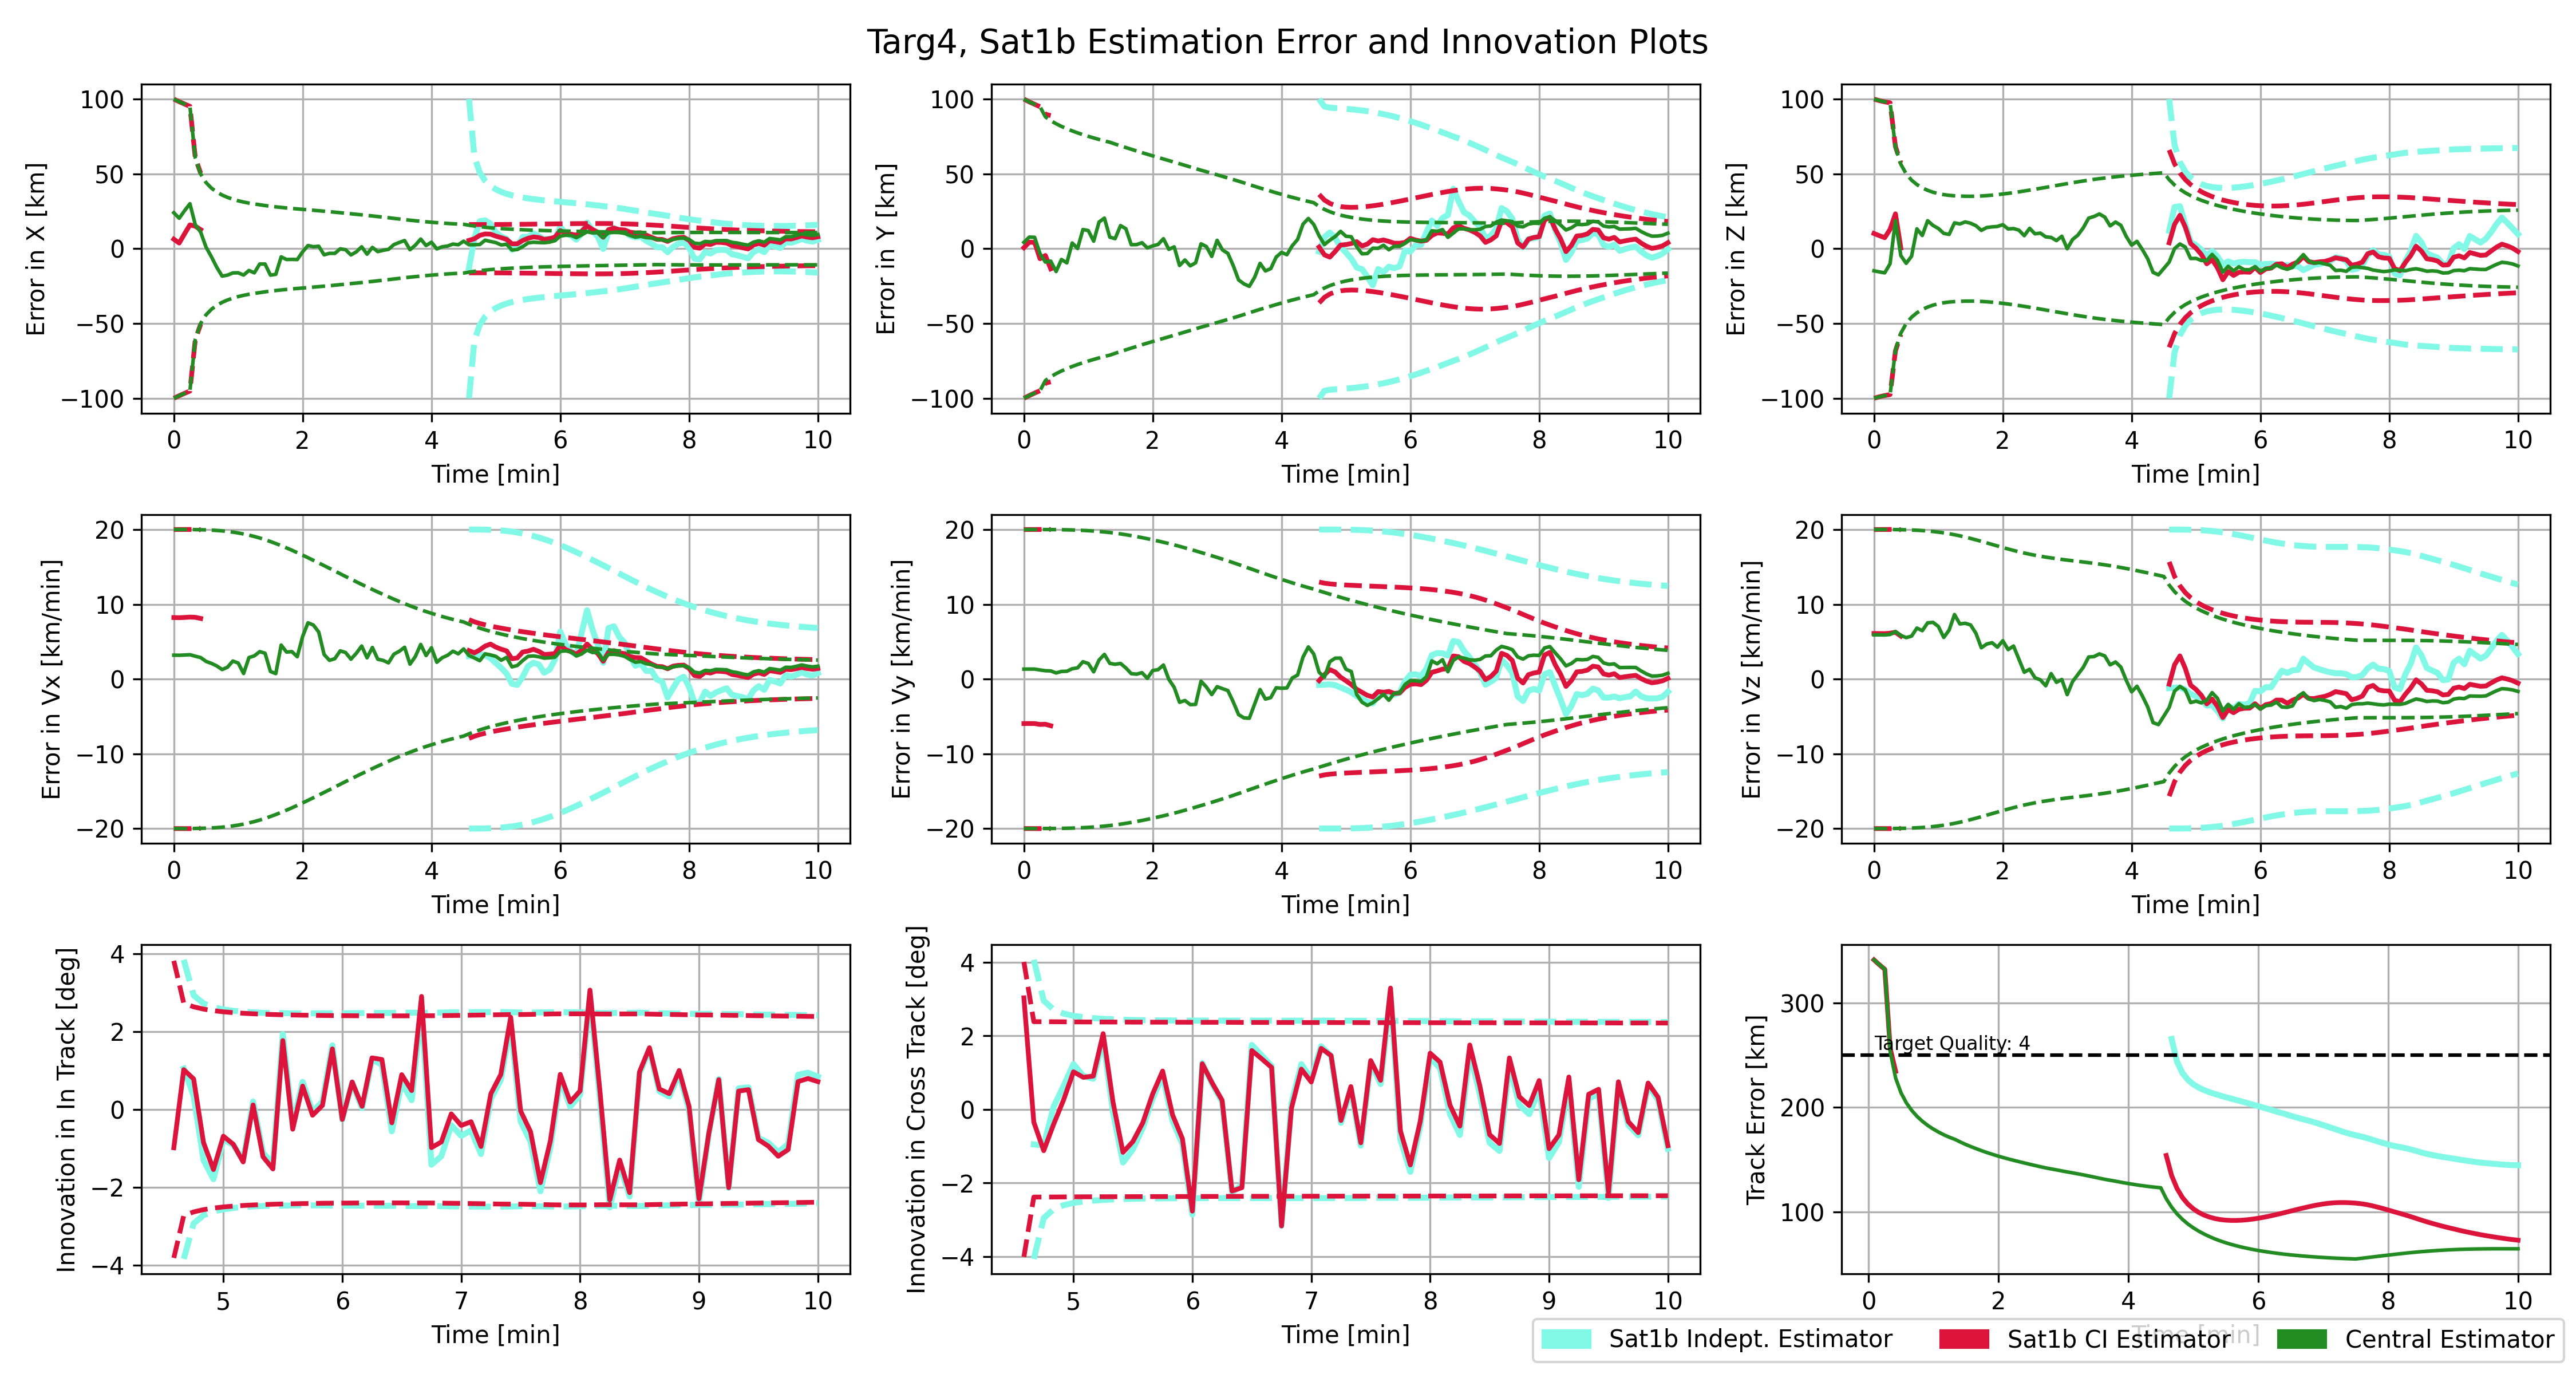 Targ4, Sat1b Estimation Error and Innovation Plots
Error in X [km]
100
50
0
−50
−100
0 2 4 6 8 10
Time [min]
Error in Y [km]
100
50
0
−50
−100
0 2 4 6 8 10
Time [min]
Error in Z [km]
100
50
0
−50
−100
0 2 4 6 8 10
Time [min]
Error in Vx [km/min]
20
10
0
−10
−20
0 2 4 6 8 10
Time [min]
Error in Vy [km/min]
20
10
0
−10
−20
0 2 4 6 8 10
Time [min]
Error in Vz [km/min]
20
10
0
−10
−20
0 2 4 6 8 10
Time [min]
Innovation in In Track [deg]
4
2
0
−2
−4
5 6 7 8 9 10
Time [min]
Innovation in Cross Track [deg]
4
2
0
−2
−4
5 6 7 8 9 10
Time [min]
Track Error [km]
300
200
100
Target Quality: 4
0 2 4 6 8 10
Time [min]
Sat1b Indept. Estimator
Sat1b CI Estimator
Central Estimator